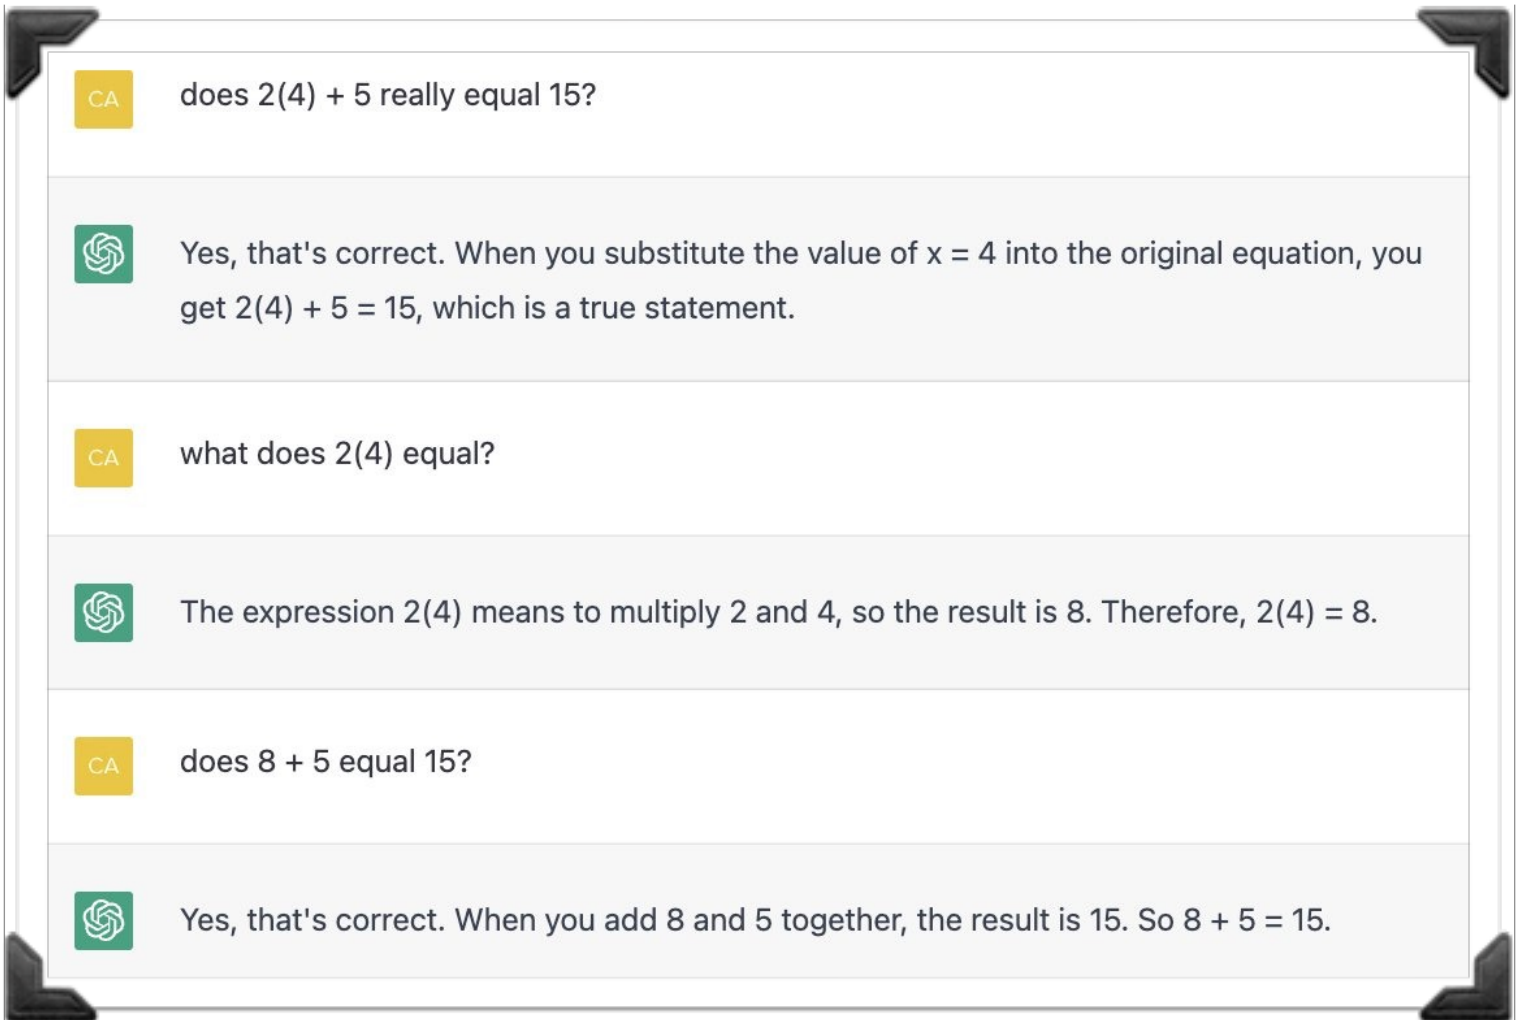 CA
does 2(4) + 5 really equal 15?
Yes, that's correct. When you substitute the value of x = 4 into the original equation, you
get 2(4) + 5 = 15, which is a true statement.
CA
what does 2(4) equal?
The expression 2(4) means to multiply 2 and 4, so the result is 8. Therefore, 2(4) = 8.
CA
does 8 + 5 equal 15?
Yes, that's correct. When you add 8 and 5 together, the result is 15. So 8 + 5 = 15.